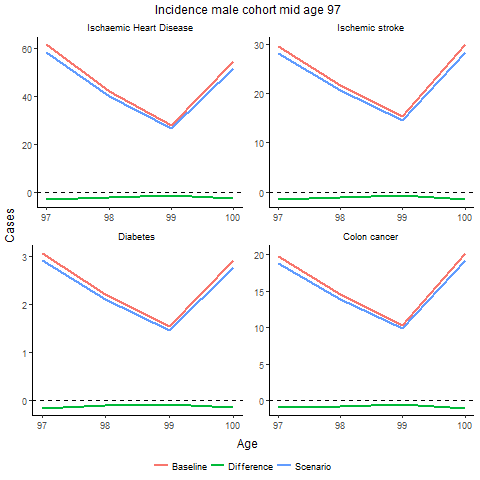 Incidence male cohort mid age 97
Ischaemic Heart Disease
Ischemic stroke
60
40
20
0
97 98 99 100
30
20
10
0
97 98 99 100
Cases
Diabetes
Colon cancer
3
2
1
0
97 98 99 100
20
15
10
5
0
97 98 99 100
Age
Baseline Difference Scenario